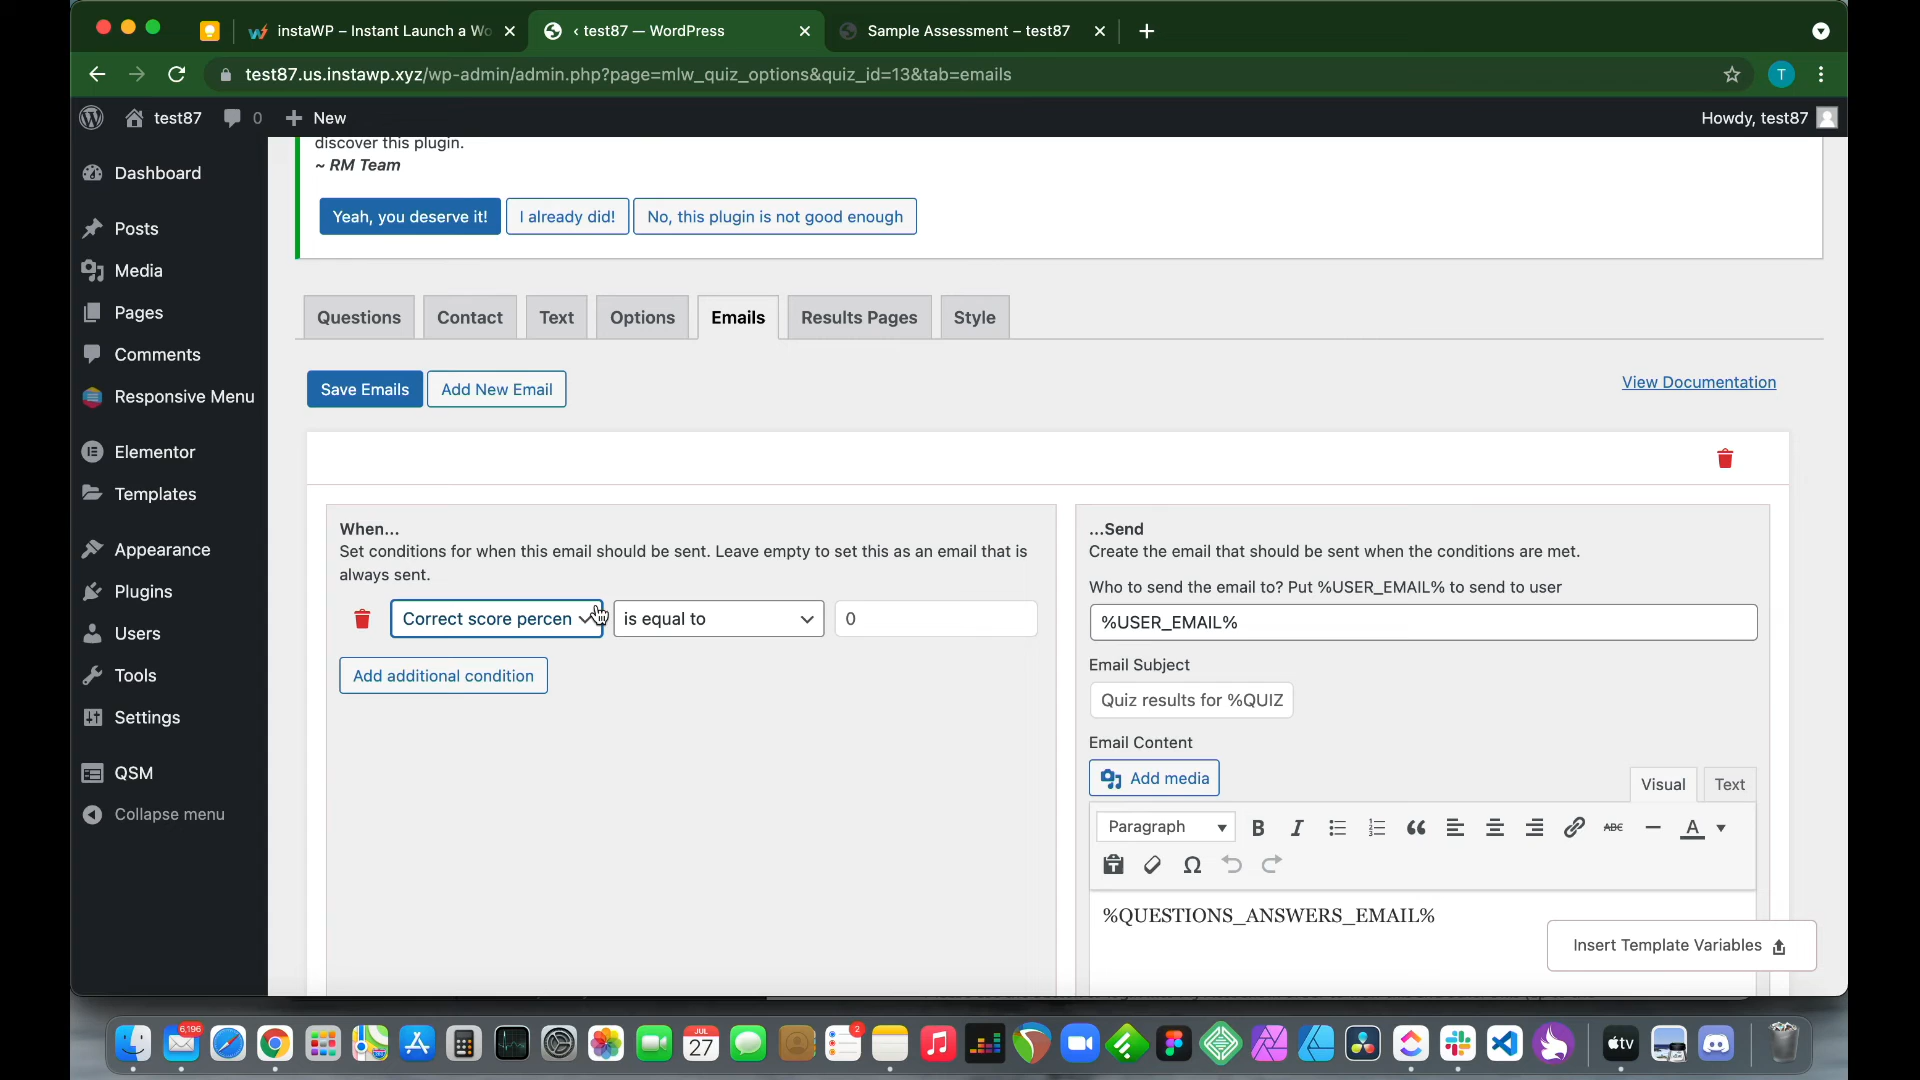 instaWP – Instant Launch a Wo
‹ test87 — WordPress
Sample Assessment – test87
test87.us.instawp.xyz/wp-admin/admin.php?page=mlw_quiz_options&quiz_id=13&tab=emails
T
test87
0
New
Howdy, test87
Dashboard
Posts
Media
Pages
Comments
Responsive Menu
Elementor
Templates
Appearance
Plugins
Users
Tools
Settings
QSM
Collapse menu
discover this plugin.
~ RM Team
Yeah, you deserve it!
I already did!
No, this plugin is not good enough
Questions
Contact
Text
Options
Emails
Results Pages
Style
Save Emails
Add New Email
View Documentation
When...
Set conditions for when this email should be sent. Leave empty to set this as an email that is
always sent.
Correct score percen
is equal to
0
Add additional condition
...Send
Create the email that should be sent when the conditions are met.
Who to send the email to? Put %USER_EMAIL% to send to user
%USER_EMAIL%
Email Subject
Quiz results for %QUIZ
Email Content
Add media
Visual
Text
Paragraph
B
I
ABC
A
Ω
%QUESTIONS_ANSWERS_EMAIL%
Insert Template Variables
6,196
JUL
27
2
tv